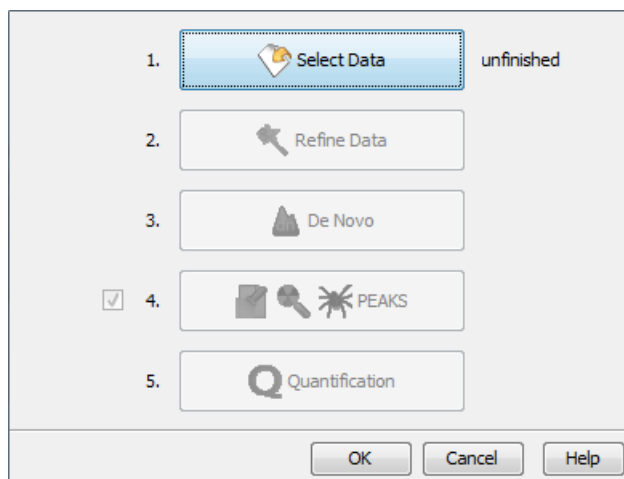 1. Select Data unfinished
2. Refine Data
3. De Novo
4. PEAKS
5. Q Quantification
OK Cancel Help